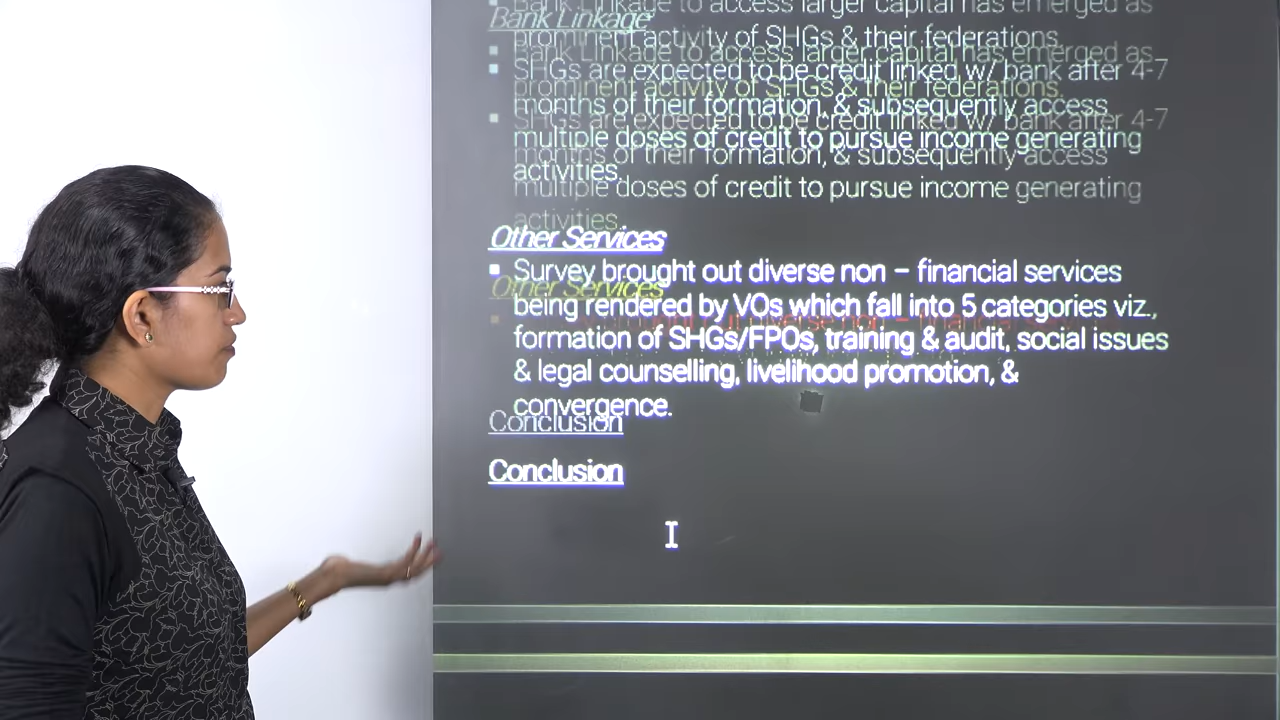 Bank Linkage
▪ Bank Linkage to access larger capital has emerged as
prominent activity of SHGs & their federations.
▪ SHGs are expected to be credit linked w/ bank after 4-7
months of their formation, & subsequently access
multiple doses of credit to pursue income generating
activities.
Other Services
▪ Survey brought out diverse non – financial services
being rendered by VOs which fall into 5 categories viz.,
formation of SHGs/FPOs, training & audit, social issues
& legal counselling, livelihood promotion, &
convergence.
Conclusion